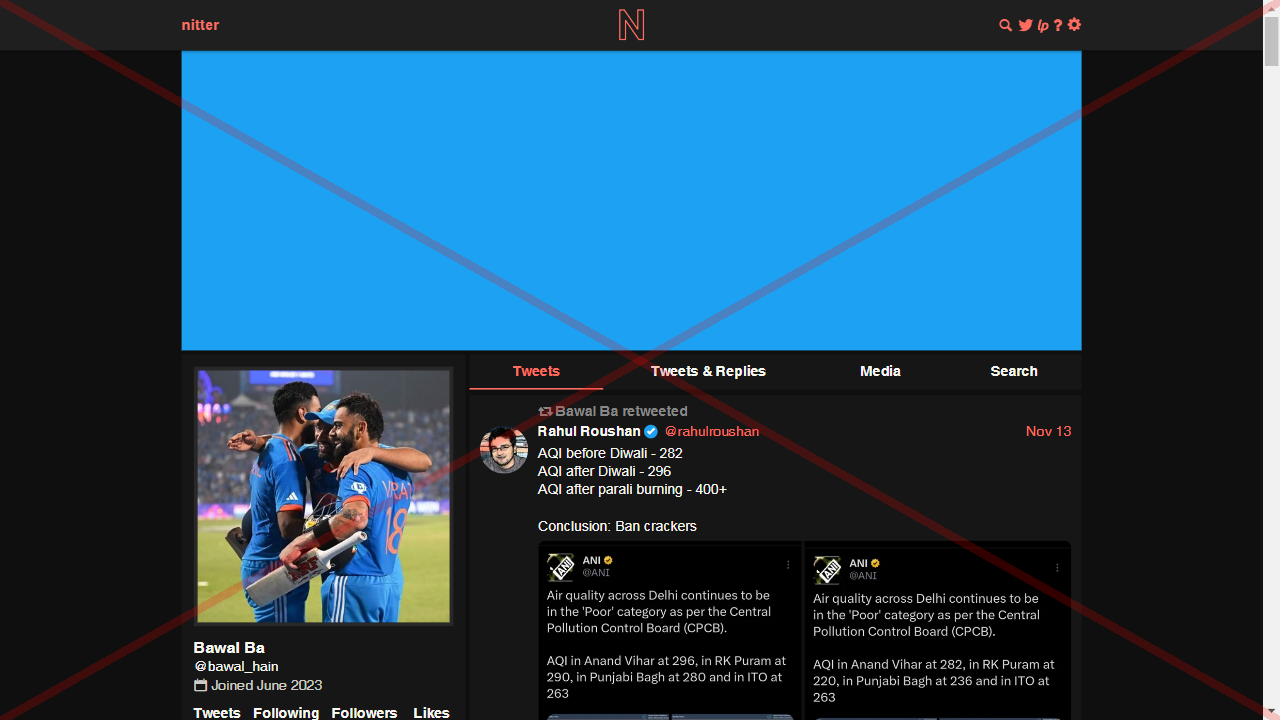 nitter
N
lp ?
Tweets
Tweets & Replies
Media
Search
Bawal Ba retweeted
Rahul Roushan @rahulroushan
Nov 13
AQI before Diwali - 282
AQI after Diwali - 296
AQI after parali burning - 400+
Conclusion: Ban crackers
ANI
@ANI
Air quality across Delhi continues to be
in the 'Poor' category as per the Central
Pollution Control Board (CPCB).
AQI in Anand Vihar at 296, in RK Puram at
290, in Punjabi Bagh at 280 and in ITO at
263
ANI
@ANI
Air quality across Delhi continues to be
in the 'Poor' category as per the Central
Pollution Control Board (CPCB).
AQI in Anand Vihar at 282, in RK Puram at
220, in Punjabi Bagh at 236 and in ITO at
263
VIRAT
18
Bawal Ba
@bawal_hain
Joined June 2023
Tweets
Following
Followers
Likes